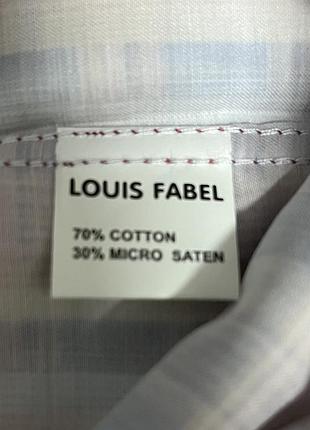 LOUIS FABEL
70% COTTON
30% MICRO SATEN